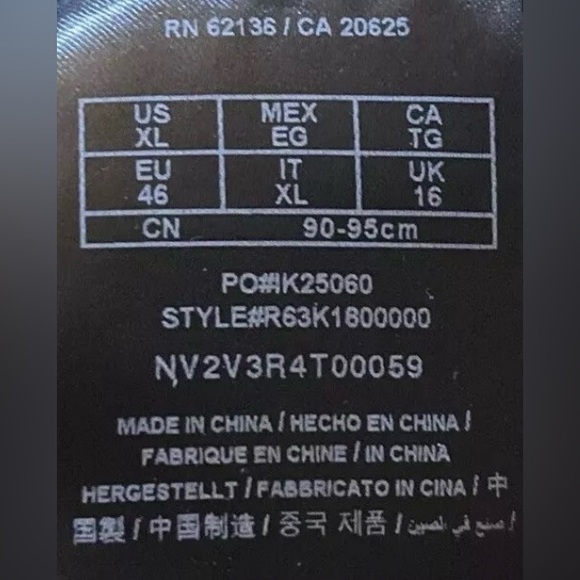 RN 62136 / CA 20625
US MEX CA
XL EG TG
EU IT UK
46 XL 16
CN 90-95cm
PO#IK25060
STYLE#R63K1800000
NV2V3R4T00059
MADE IN CHINA / HECHO EN CHINA /
FABRIQUE EN CHINE / IN CHINA
HERGESTELLT / FABBRICATO IN CINA / 中
国製 / 中国制造 / 중국 제품 / صنع في الصين /